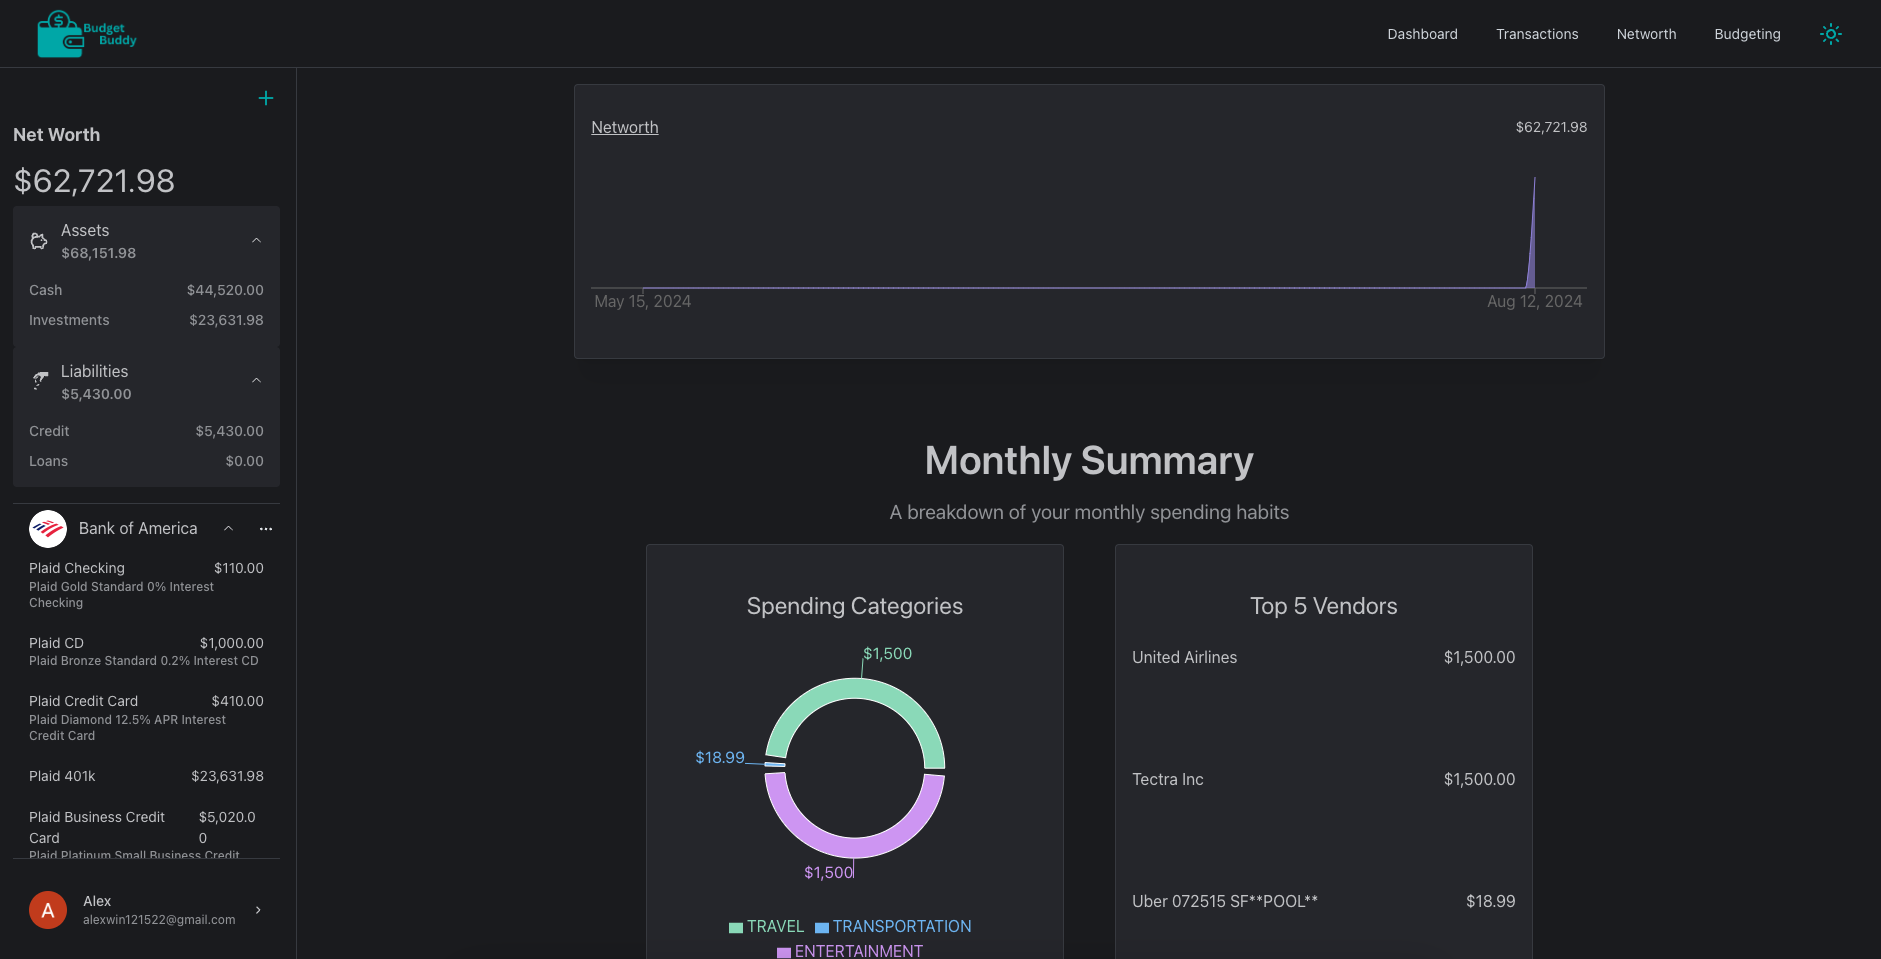 Budget
Buddy
Dashboard
Transactions
Networth
Budgeting
Net Worth
$62,721.98
Assets
$68,151.98
Cash $44,520.00
Investments $23,631.98
Liabilities
$5,430.00
Credit $5,430.00
Loans $0.00
Bank of America
Plaid Checking $110.00
Plaid Gold Standard 0% Interest
Checking
Plaid CD $1,000.00
Plaid Bronze Standard 0.2% Interest CD
Plaid Credit Card $410.00
Plaid Diamond 12.5% APR Interest
Credit Card
Plaid 401k $23,631.98
Plaid Business Credit $5,020.0
Card 0
Plaid Platinum Small Business Credit
A
Alex
alexwin121522@gmail.com
Networth $62,721.98
May 15, 2024 Aug 12, 2024
Monthly Summary
A breakdown of your monthly spending habits
Spending Categories
$1,500
$18.99
$1,500
TRAVEL TRANSPORTATION
ENTERTAINMENT
Top 5 Vendors
United Airlines $1,500.00
Tectra Inc $1,500.00
Uber 072515 SF**POOL** $18.99